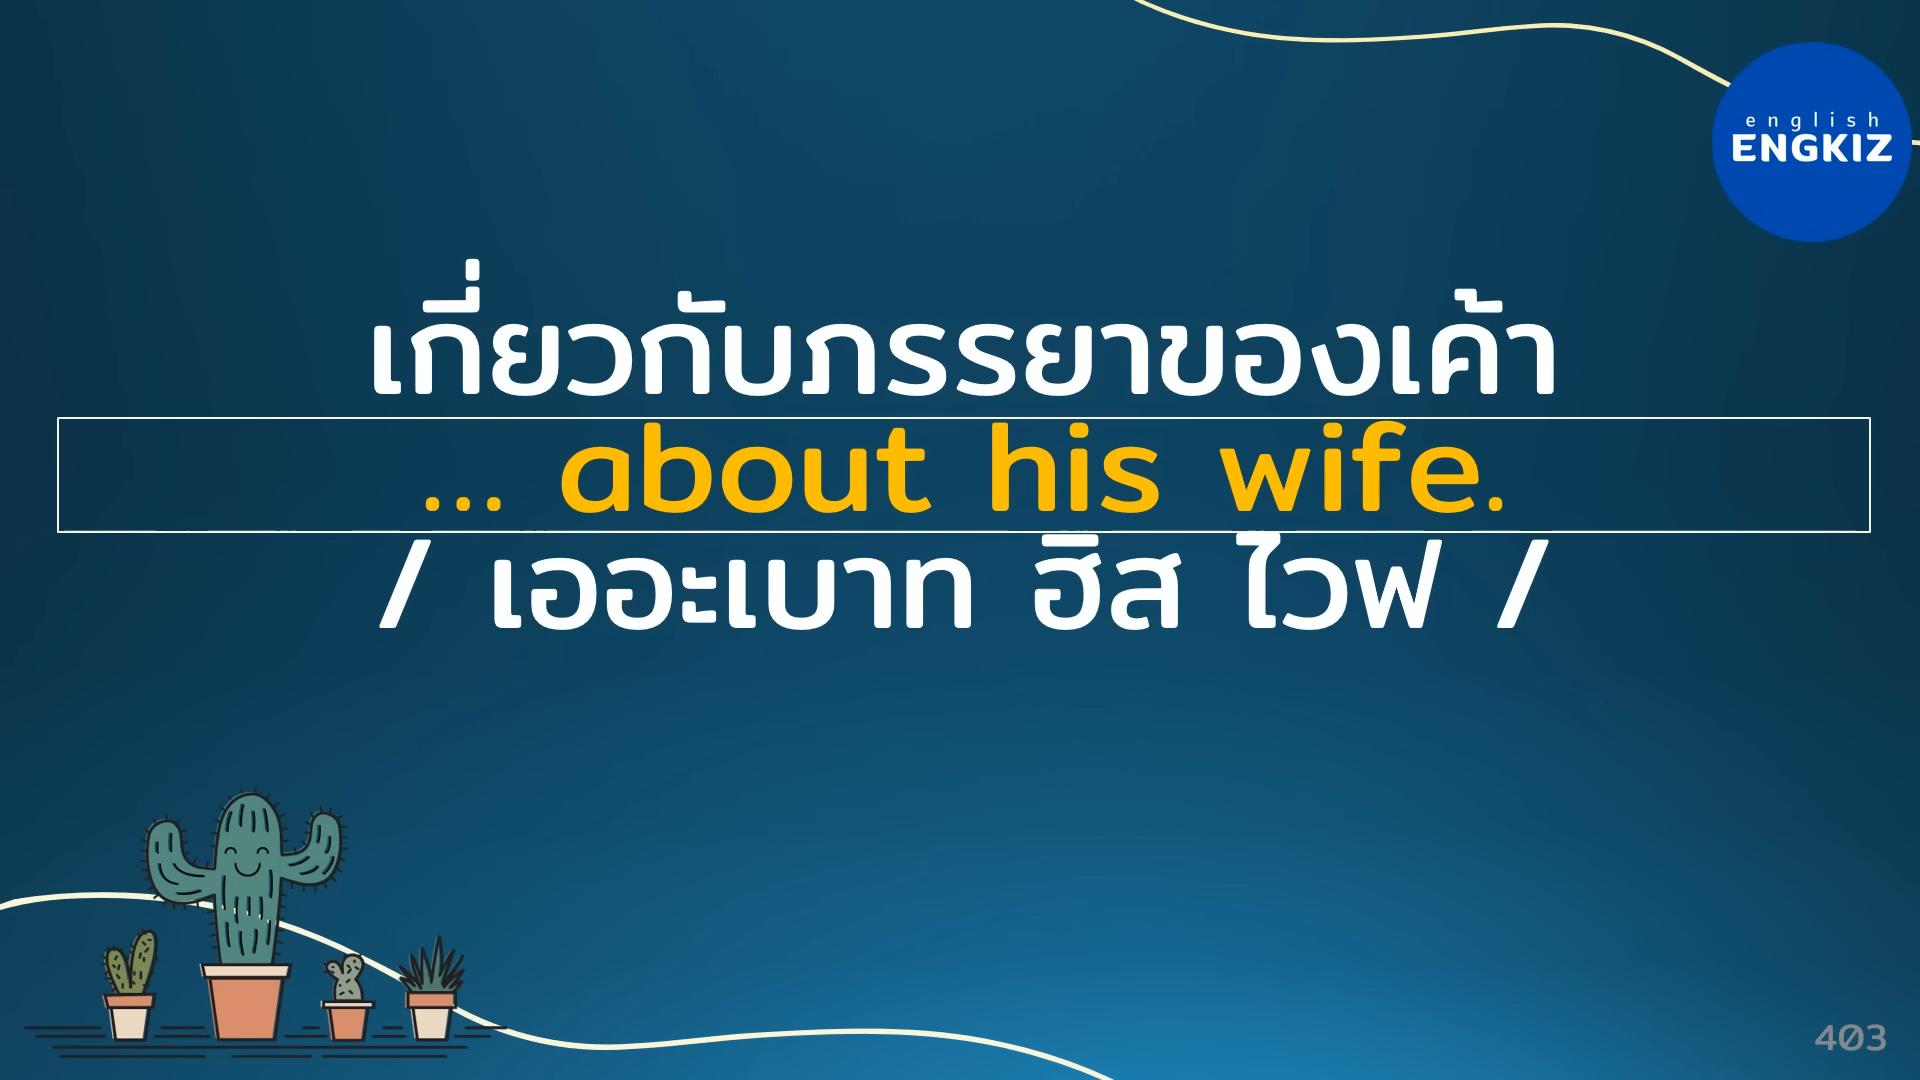 english
ENGKIZ
เกี่ยวกับภรรยาของเค้า
... about his wife.
/ เออะเบาท ฮิส ไวฟ /
403